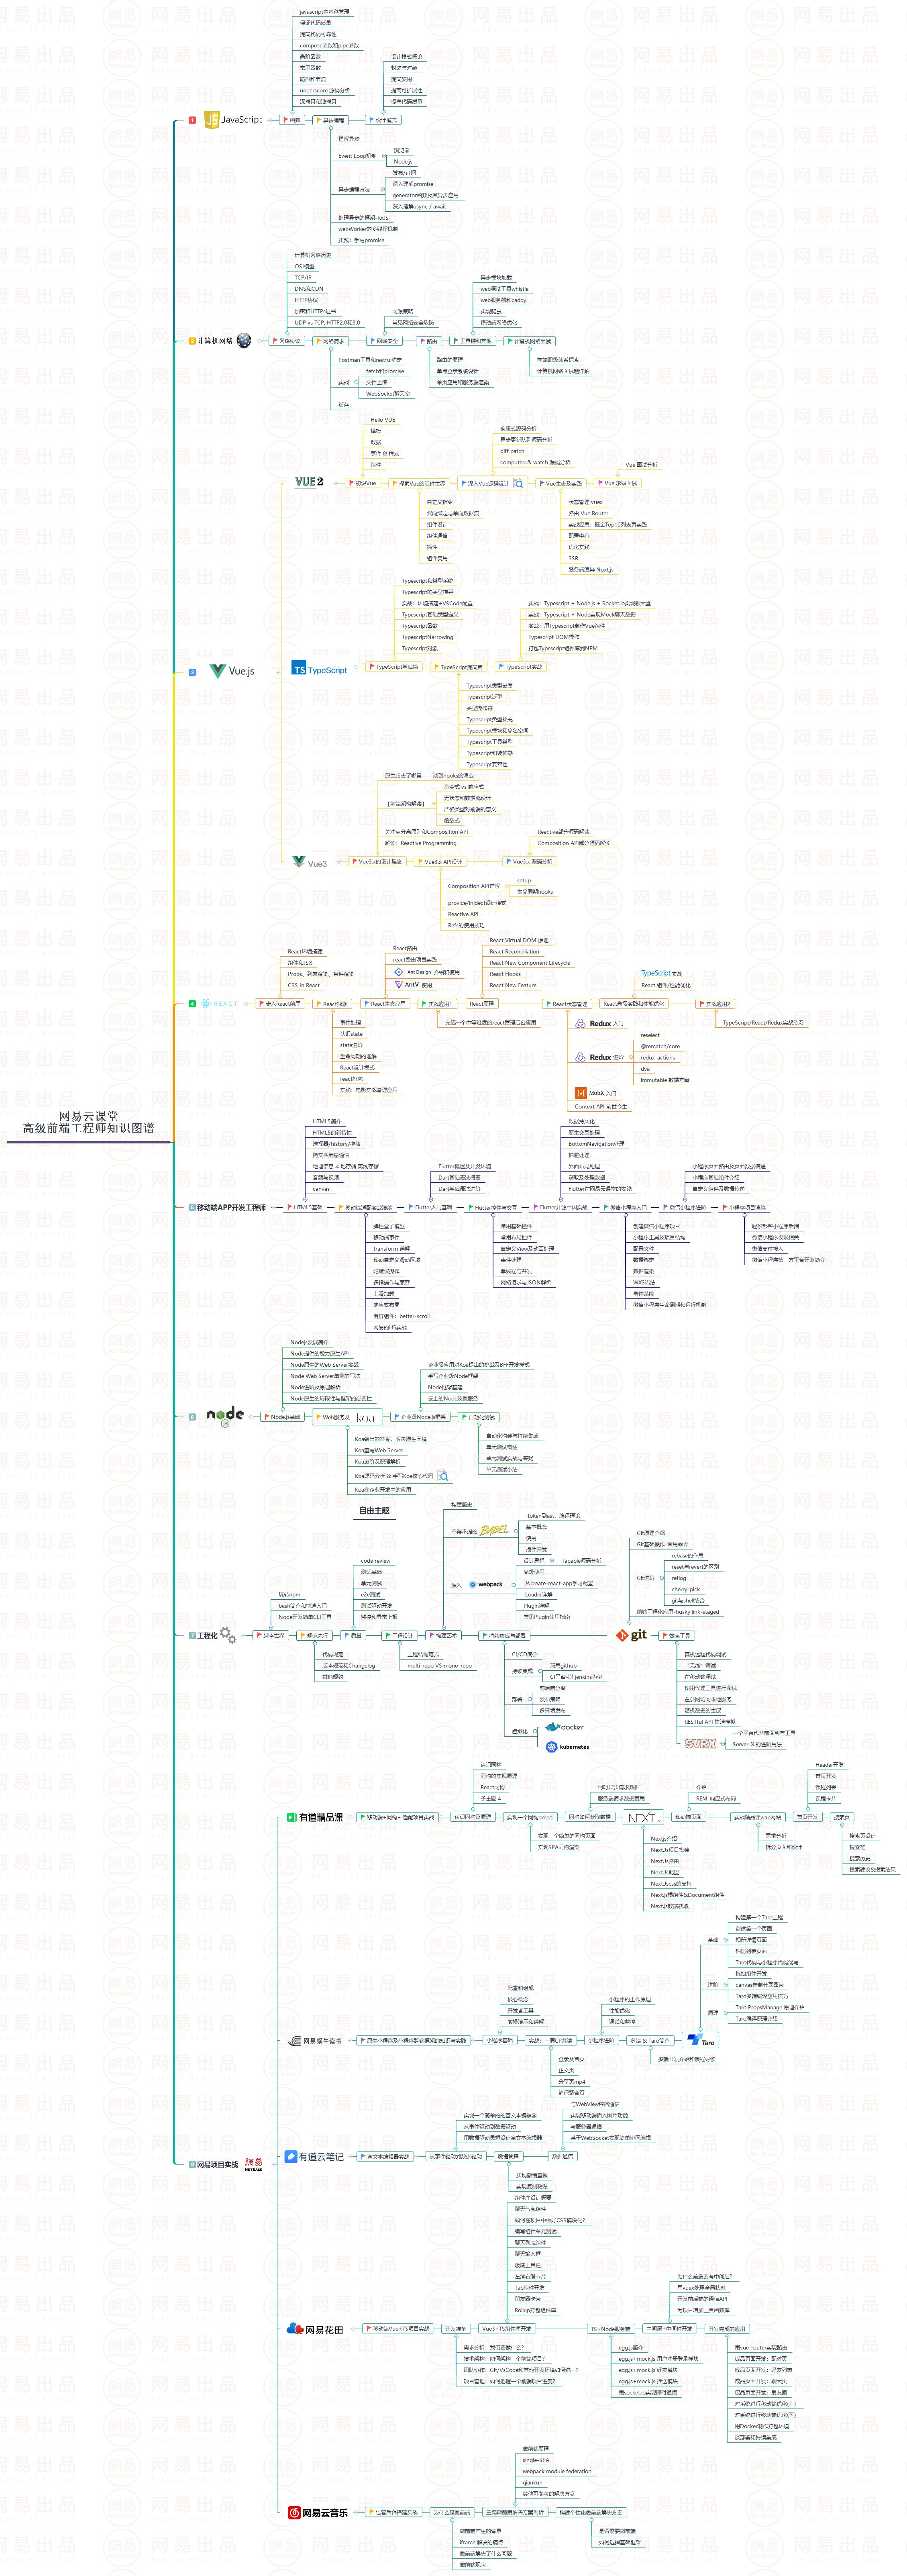 网易云课堂
高级前端工程师知识图谱
1
JS
JavaScript
javascript中内存管理
保证代码质量
提高代码可靠性
compose函数和pipe函数
高阶函数
常用函数
防抖和节流
underscore 源码分析
深拷贝和浅拷贝
函数
异步编程
设计模式
设计模式概论
封装与对象
提高复用
提高可扩展性
提高代码质量
理解异步
Event Loop机制
浏览器
Node.js
异步编程方法 -
发布/订阅
深入理解promise
generator函数及其异步应用
深入理解async / await
处理异步的框架-RxJS
webWorker的多线程机制
实践：手写promise
2
计算机网络
计算机网络历史
OSI模型
TCP/IP
DNS和CDN
HTTP协议
加密和HTTPs证书
UDP vs TCP, HTTP2.0和3.0
网络协议
网络请求
网络安全
路由
工具链和其他
计算机网络面试
同源策略
常见网络安全攻防
异步模块加载
web调试工具whistle
web服务器和caddy
实现爬虫
移动端网络优化
Postman工具和restful约定
实战
fetch和promise
文件上传
WebSocket聊天室
缓存
路由的原理
单点登录系统设计
单页应用和服务端渲染
前端职级体系探索
计算机网络面试题详解
3
Vue.js
VUE2
Hello VUE
模板
数据
事件 & 样式
组件
初识Vue
探索Vue的组件世界
深入Vue源码设计
Vue生态及实践
Vue 求职面试
响应式源码分析
异步更新队列源码分析
diff patch
computed & watch 源码分析
Vue 面试分析
自定义指令
双向绑定与单向数据流
组件设计
组件通信
插件
组件复用
状态管理 vuex
路由 Vue Router
实战应用：掘金Top10列表页实践
配置中心
优化实践
SSR
服务端渲染 Nuxt.js
TS
TypeScript
Typescript和类型系统
Typescript的类型推导
实战：环境搭建+VSCode配置
Typescript基础类型定义
Typescript函数
TypescriptNarrowing
Typescript对象
TypeScript基础篇
TypeScript提高篇
TypeScript实战
实战：Typescript + Node.js + Socket.io实现聊天室
实战：Typescript + Node实现Mock聊天数据
实战：用Typescript制作Vue组件
Typescript DOM操作
打包Typescript组件库到NPM
Typescript类型断言
Typescript泛型
类型操作符
Typescript类型补充
Typescript模块和命名空间
Typescript工具类型
Typescript和装饰器
Typescript兼容性
Vue3
原生JS去了哪里——谈到hooks的演变
【前端架构解读】
命令式 vs 响应式
无状态和数据流设计
严格类型对前端的意义
函数式
关注点分离原则和Composition API
解读：Reactive Programming
Vue3.x的设计理念
Vue3.x API设计
Vue3.x 源码分析
Reactive部分源码解读
Composition API部分源码解读
Composition API详解
setup
生命周期hooks
provide/injdect设计模式
Reactive API
Refs的使用技巧
4
REACT
React环境搭建
组件和JSX
Props、列表渲染、条件渲染
CSS In React
步入React前厅
React探索
React生态应用
实战应用1
React原理
React状态管理
React高级实践和性能优化
实战应用2
React路由
react路由项目实践
Ant Design 介绍和使用
AntV 使用
React Virtual DOM 原理
React Reconciliation
React New Component Lifecycle
React Hooks
React New Feature
TypeScript 实战
React 组件/性能优化
事件处理
认识state
state进阶
生命周期的理解
React设计模式
react打包
实践：电影实战管理应用
完成一个中等难度的react管理后台应用
Redux 入门
Redux 进阶
reselect
@rematch/core
redux-actions
dva
immutable 数据方案
MobX 入门
Context API 前世今生
TypeScript/React/Redux实战练习
5
移动端APP开发工程师
HTML5简介
HTML5的新特性
选择器/history/拖放
跨文档消息通信
地理信息 本地存储 离线存储
音频与视频
canvas
HTML5基础
移动端适配实战演练
Flutter入门基础
Flutter软件与交互
Flutter开源中国实战
微信小程序入门
微信小程序进阶
小程序项目演练
Flutter概述及开发环境
Dart基础语法概要
Dart基础语法进阶
数据持久化
原生交互处理
BottomNavigation处理
抽屉处理
界面布局处理
获取及处理数据
Flutter在网易云课堂的实践
小程序页面路由及页面数据传递
小程序基础组件介绍
自定义组件及数据传递
弹性盒子模型
移动端事件
transform 详解
移动自定义滑动区域
陀螺仪操作
多指操作与兼容
上滑加载
响应式布局
滑屏组件：better-scroll
网易的H5实战
常用基础控件
常用布局控件
自定义View及动画处理
事件处理
单线程与并发
网络请求与JSON解析
创建微信小程序项目
小程序工具及项目结构
配置文件
数据绑定
数据渲染
WXS语法
事件系统
微信小程序生命周期和运行机制
轻松部署小程序后端
微信小程序权限相关
微信支付接入
微信小程序第三方平台开发简介
6
node
JS
Nodejs发展简介
Node提供的能力原生API
Node原生的Web Server实战
Node Web Server单测的写法
Node进阶及原理解析
Node原生的局限性与框架的必要性
Node.js基础
Web服务及 koa
企业级Node.js框架
自动化测试
企业级应用对Koa提出的挑战及BFF开发模式
手写企业级Node框架
Node框架基建
云上的Node及微服务
Koa给出的答卷、解决原生困境
Koa重写Web Server
Koa进阶及原理解析
Koa源码分析 & 手写Koa核心代码
Koa在企业开发中的应用
自动化构建与持续集成
单元测试概述
单元测试实战与答疑
单元测试小结
自由主题
7
工程化
玩转npm
bash简介和快速入门
Node开发简单CLI工具
脚本世界
规范先行
质量
工程设计
构建艺术
持续集成与部署
git
效率工具
code review
测试基础
单元测试
e2e测试
测试驱动开发
监控和异常上报
构建简史
不得不提的 BABEL
token到ast、编译理论
基本概念
使用
插件开发
深入 webpack
设计思想
Tapable源码分析
高级使用
从create-react-app学习配置
Loader详解
Plugin详解
常见Plugin使用指南
Git原理介绍
Git基础操作-常用命令
Git进阶
rebase的作用
reset与revert的区别
reflog
cherry-pick
git与shell结合
前端工程化应用-husky link-staged
代码规范
版本规范和Changelog
其他规约
工程结构范式
multi-repo VS mono-repo
CI/CD简介
持续集成
巧用github
CI平台-以 jenkins为例
部署
前后端分离
发布策略
多环境发布
虚拟化
docker
kubernetes
真机远程代码调试
“无线”调试
在移动端调试
使用代理工具进行调试
在公网访问本地服务
随机数据的生成
RESTful API 快速模拟
SVRX
一个平台代替前面所有工具
Server-X 的进阶用法
8
网易项目实战
網易
NETEASE
有道精品课
移动端+同构+ 适配项目实战
认识同构及原理
实现一个同构dmeo
同构如何获取数据
NEXT.JS
移动端页面
实战精品课wap网站
首页开发
搜索页
认识同构
同构的实现原理
React同构
子主题 4
何时异步请求数据
服务端请求数据复用
介绍
REM-响应式布局
Header开发
首页开发
课程列表
课程卡片
实现一个简单的同构页面
实现SPA同构渲染
Nextjs介绍
Next.Js项目搭建
Next.Js路由
Next.Js配置
Next.Jscss的支持
Next.js根组件&Document组件
Next.js数据获取
需求分析
拆分页面和设计
搜索页设计
搜索框
搜索历史
搜索建议&搜索结果
网易蜗牛读书
原生小程序及小程序跨端框架的知识与实践
小程序基础
实战：一周CP共读
小程序进阶
多端 & Taro简介
Taro
配置和组成
核心概念
开发者工具
实操演示和讲解
小程序的工作原理
性能优化
调试和监控
基础
构建第一个Taro工程
创建第一个页面
相册详情页面
相册列表页面
Taro代码与小程序代码混写
进阶
拖拽组件开发
canvas定制分享图片
Taro多端编译应用技巧
原理
Taro PropsManage 原理介绍
Taro编译原理介绍
登录及首页
正文页
分享页mp4
笔记聚合页
多端开发介绍和课程导读
有道云笔记
富文本编辑器实战
从事件驱动到数据驱动
数据管理
数据通信
实现一个简单的的富文本编辑器
从事件驱动到数据驱动
用数据驱动思想设计富文本编辑器
与WebView容器通信
实现移动端插入图片功能
与服务器通信
基于WebSocket实现简单协同编辑
实现撤销重做
实现复制粘贴
网易花田
移动端Vue+TS项目实战
开发准备
Vue3+TS组件库开发
TS+Node服务端
中间层+中间件开发
开发完成的应用
组件库设计概要
聊天气泡组件
如何在项目中做好CSS模块化？
编写组件单元测试
聊天列表组件
聊天输入框
吸底工具栏
左滑右滑卡片
Tab组件开发
朋友圈卡片
Rollup打包组件库
为什么前端要有中间层？
用vuex处理全局状态
开发前后端的通信API
为项目增加工具函数库
需求分析：我们要做什么？
技术架构：如何架构一个前端项目？
团队协作：Git/VsCode和其他开发环境如何统一？
项目管理：如何把握一个前端项目进度？
egg.js简介
egg.js+mock.js 用户注册登录模块
egg.js+mock.js 好友模块
egg.js+mock.js 推送模块
用socket.io实现即时通信
用vue-router实现路由
成品页面开发：配对页
成品页面开发：好友列表
成品页面开发：聊天页
成品页面开发：朋友圈
对系统进行移动端优化(上)
对系统进行移动端优化(下)
用Docker制作打包环境
谈部署和持续集成
网易云音乐
运营后台搭建实战
为什么是微前端
主流微前端解决方案剖析
构建个性化微前端解决方案
微前端原理
single-SPA
webpack module federation
qiankun
其他可参考的解决方案
微前端产生的背景
iframe 解决的痛点
微前端解决了什么问题
微前端现状
是否需要微前端
如何选择基础框架